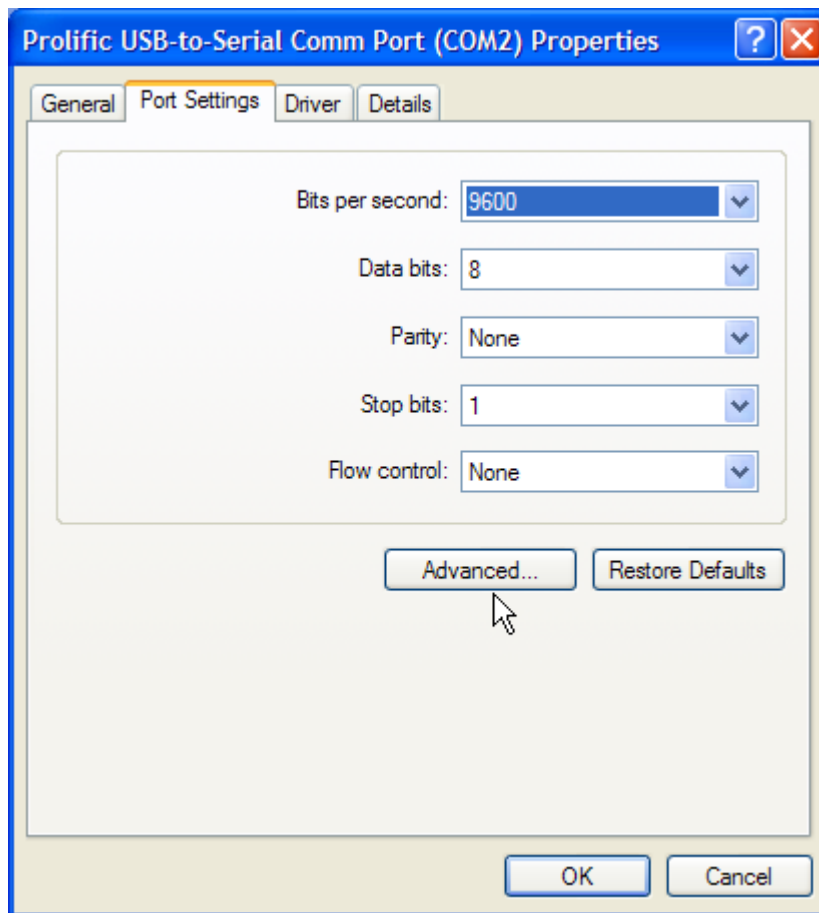 Prolific USB-to-Serial Comm Port (COM2) Properties
General Port Settings Driver Details
Bits per second: 9600
Data bits: 8
Parity: None
Stop bits: 1
Flow control: None
Advanced... Restore Defaults
OK Cancel